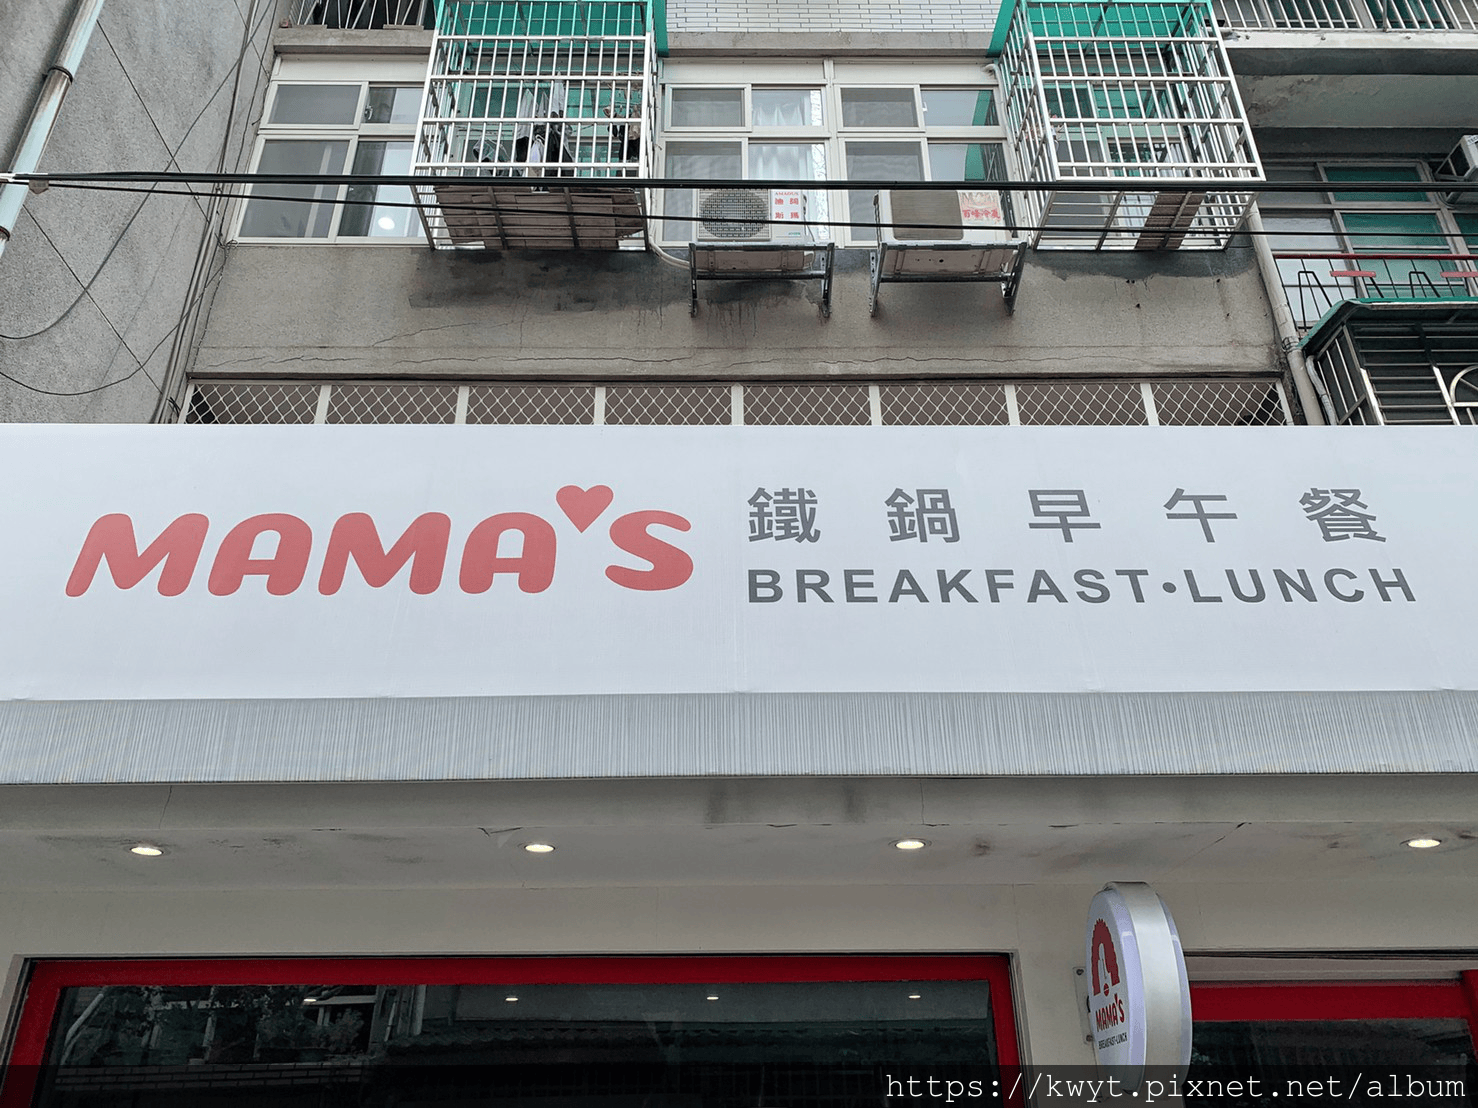 MAMA'S
鐵鍋早午餐
BREAKFAST•LUNCH
MAMA'S
BREAKFAST•LUNCH
https://kwyt.pixnet.net/album